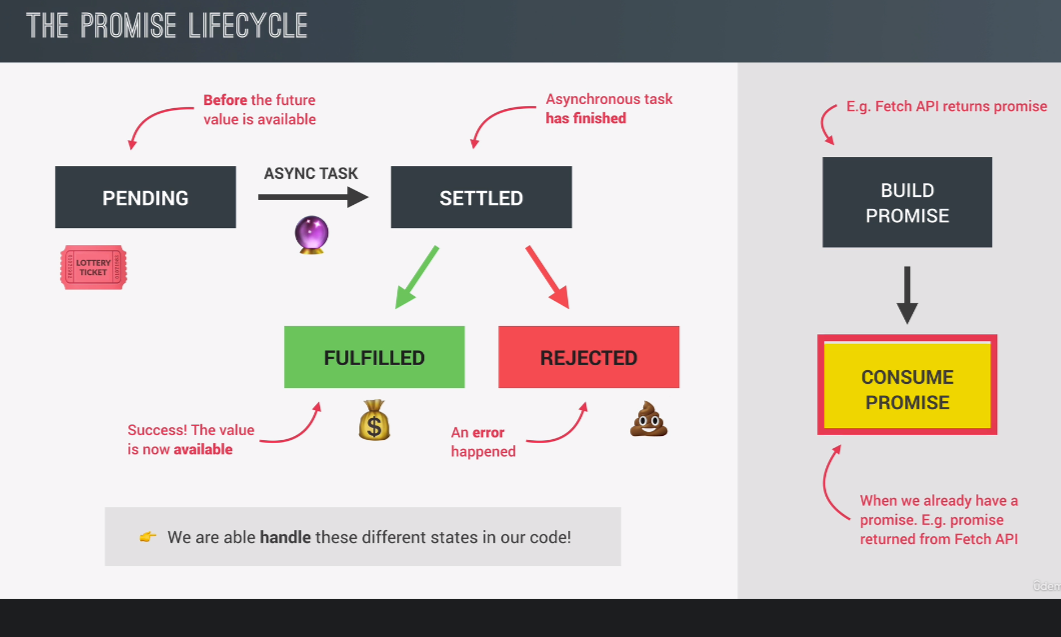 THE PROMISE LIFECYCLE
Before the future
value is available
Asynchronous task
has finished
PENDING
ASYNC TASK
SETTLED
LOTTERY
TICKET
FULFILLED
REJECTED
$
Success! The value
is now available
An error
happened
We are able handle these different states in our code!
E.g. Fetch API returns promise
BUILD
PROMISE
CONSUME
PROMISE
When we already have a
promise. E.g. promise
returned from Fetch API